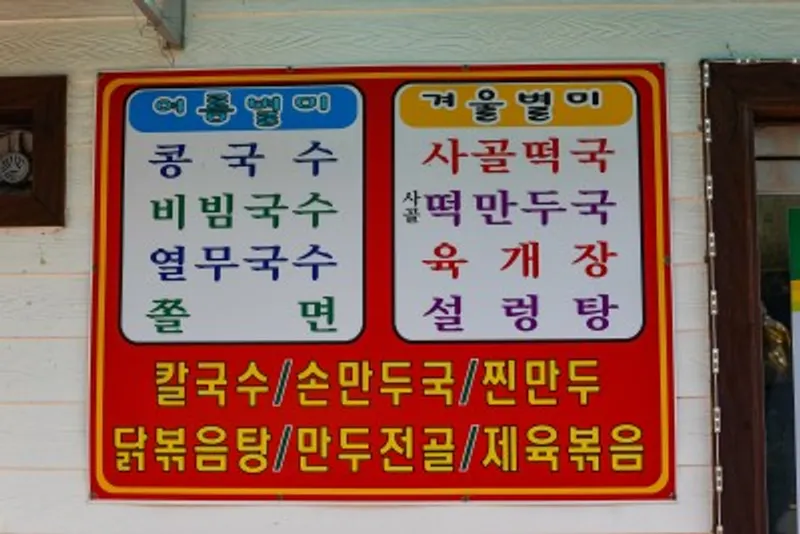 여름별미
콩국수
비빔국수
열무국수
쫄면
겨울별미
사골떡국
사골떡만두국
육개장
설렁탕
칼국수/손만두국/찐만두
닭볶음탕/만두전골/제육볶음